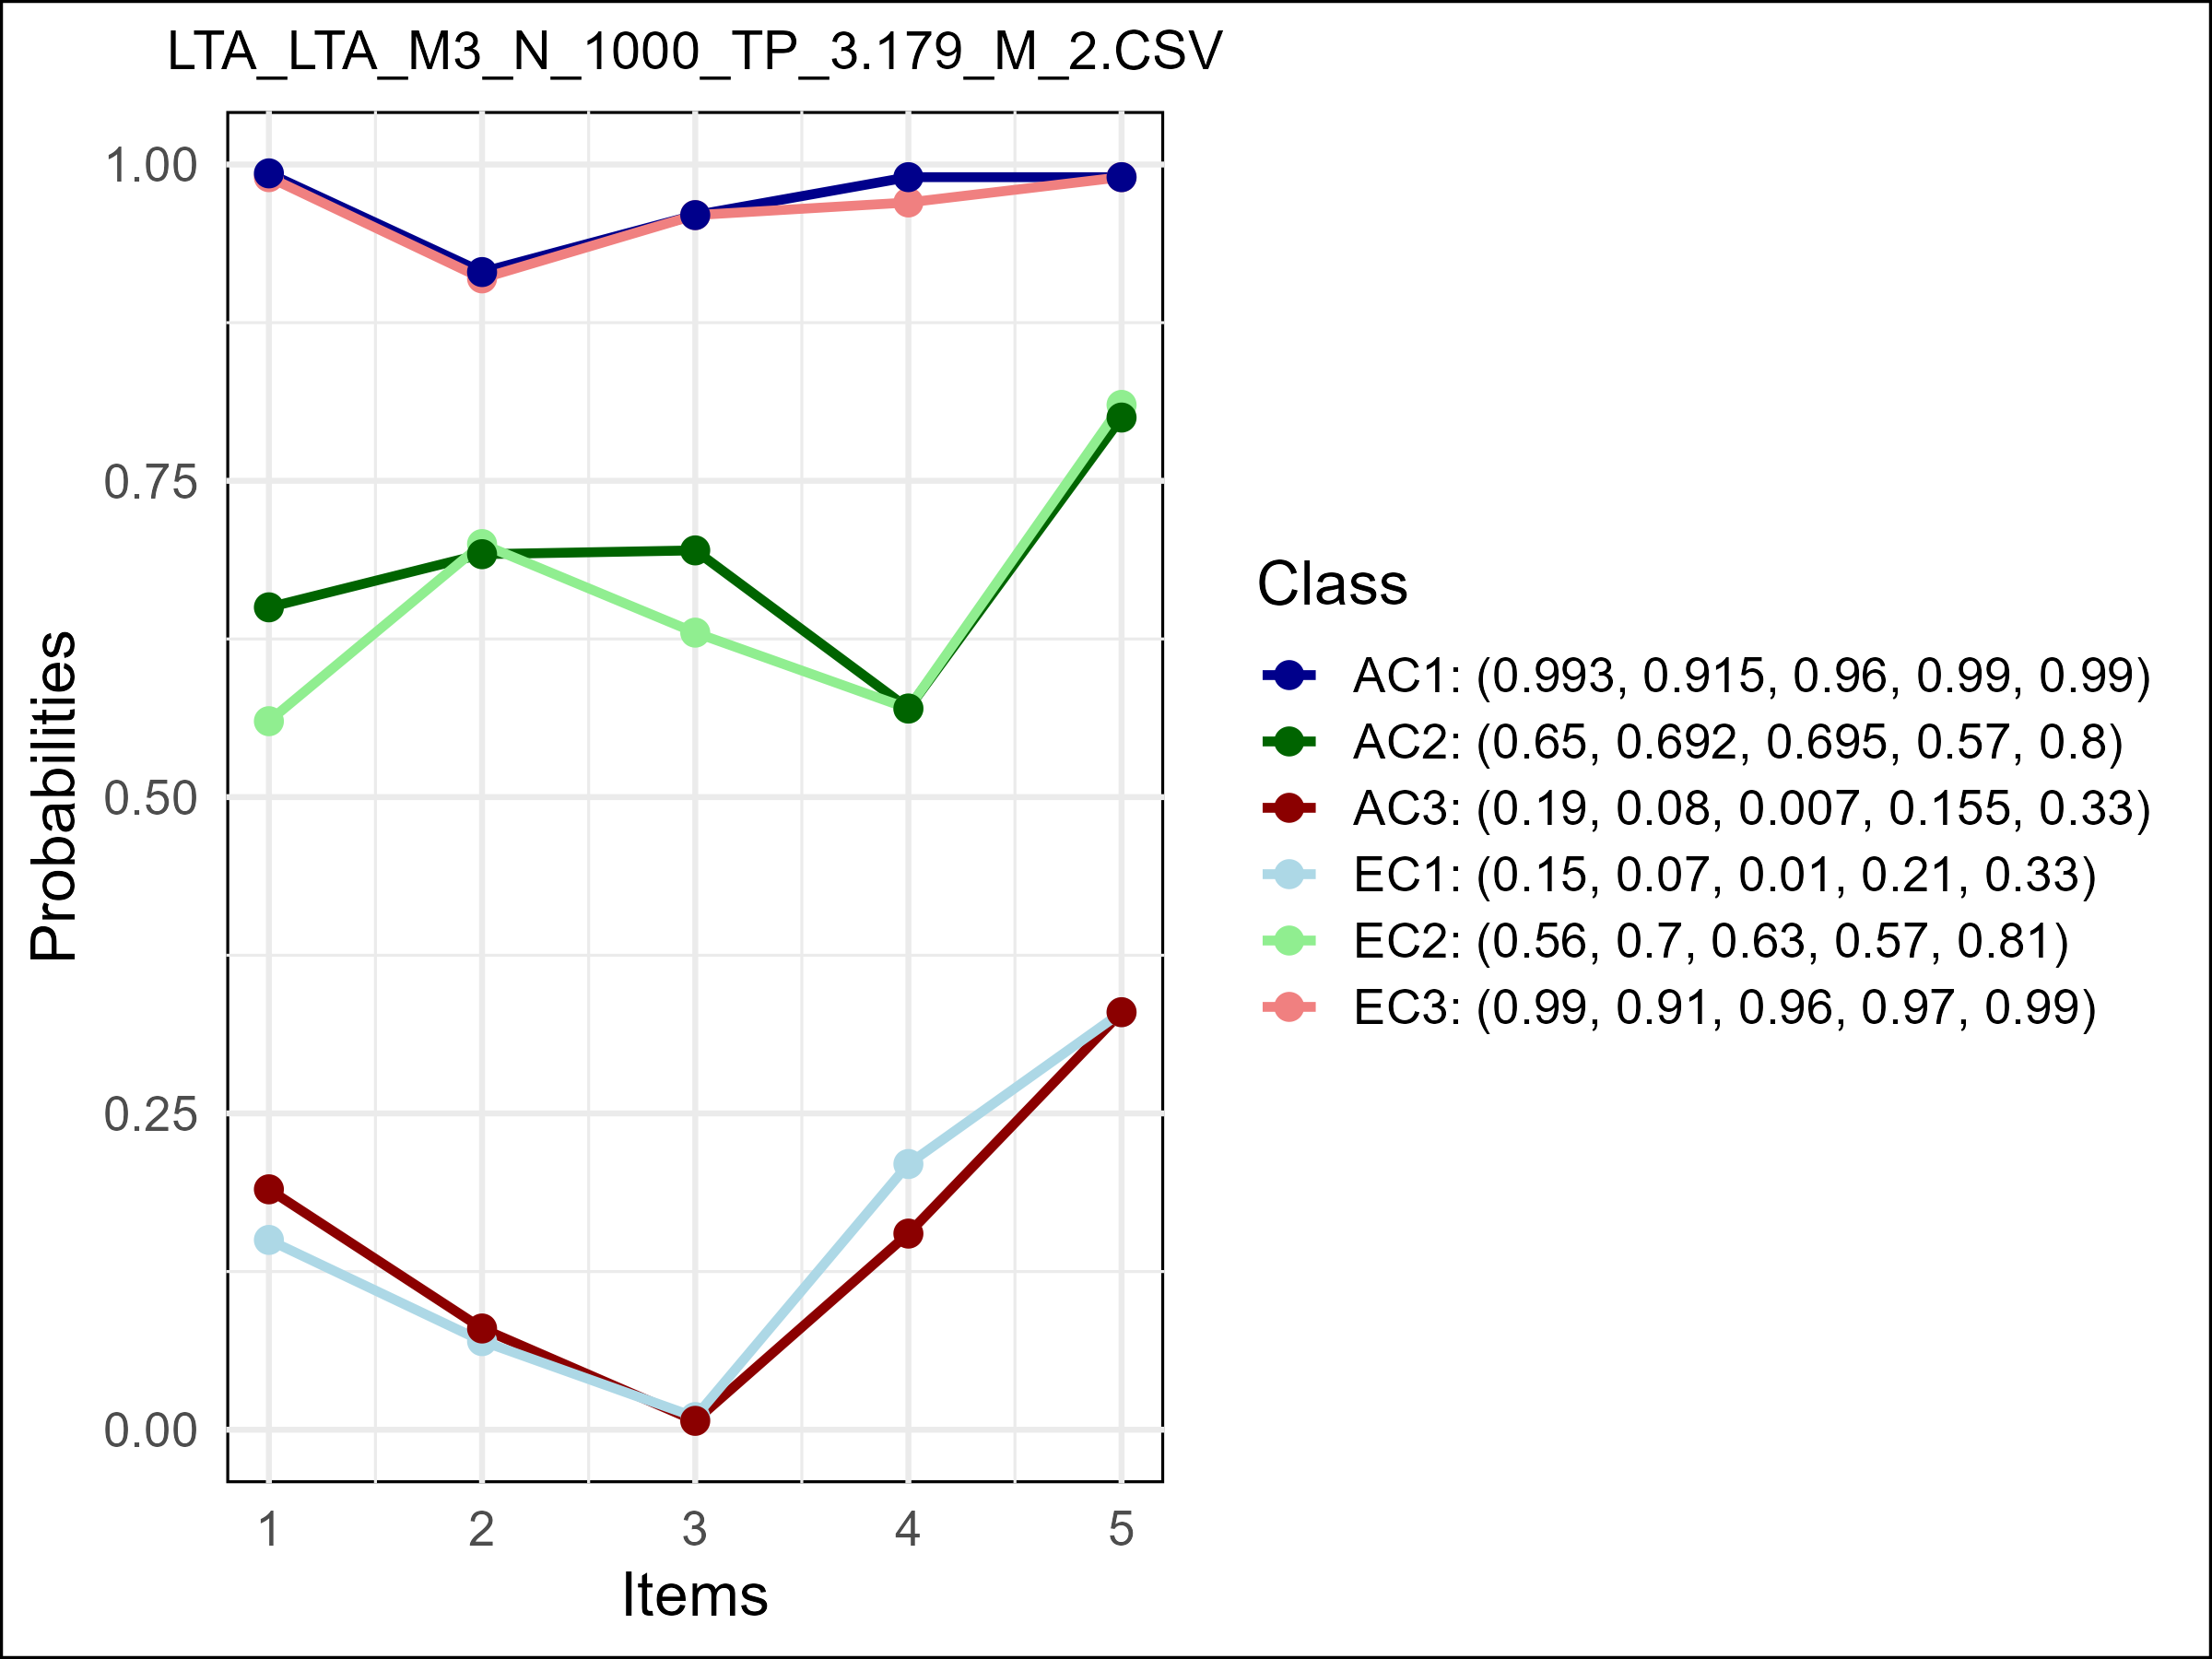 LTA_LTA_M3_N_1000_TP_3.179_M_2.CSV
1.00
0.75
0.50
0.25
0.00
Probabilities
1 2 3 4 5
Items
Class
AC1: (0.993, 0.915, 0.96, 0.99, 0.99)
AC2: (0.65, 0.692, 0.695, 0.57, 0.8)
AC3: (0.19, 0.08, 0.007, 0.155, 0.33)
EC1: (0.15, 0.07, 0.01, 0.21, 0.33)
EC2: (0.56, 0.7, 0.63, 0.57, 0.81)
EC3: (0.99, 0.91, 0.96, 0.97, 0.99)